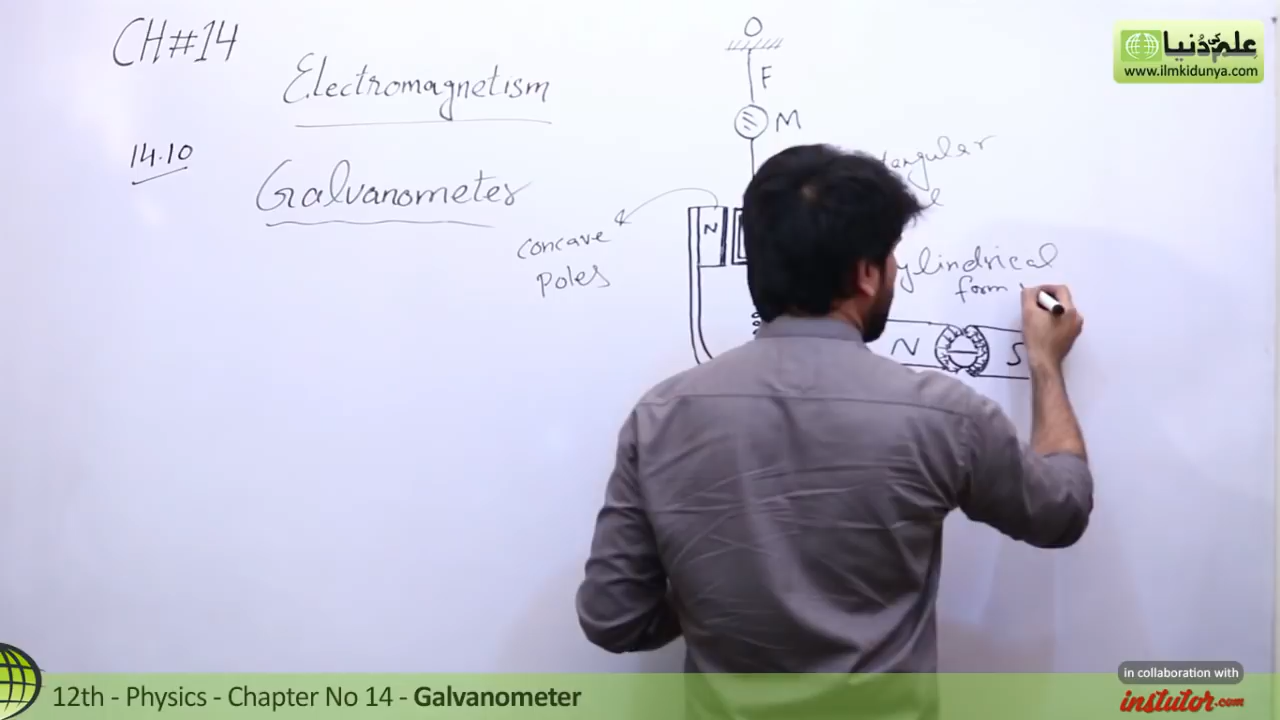 CH#14
Electromagnetism
14.10
Galvanometer
O
F
M
N
concave
poles
cylindrical
form
N
S
علم کی دنیا
www.ilmkidunya.com
12th - Physics - Chapter No 14 - Galvanometer
in collaboration with
instutor.com